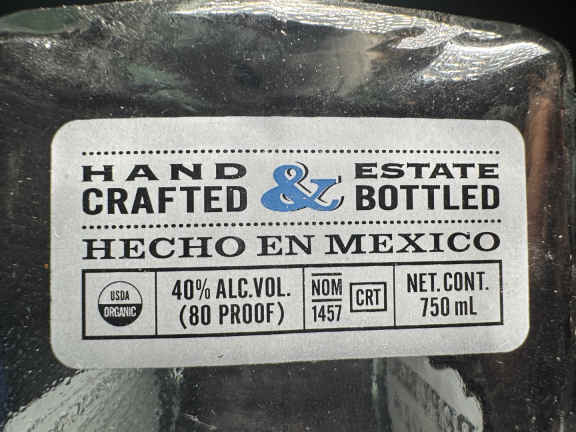 HAND CRAFTED & ESTATE BOTTLED
HECHO EN MEXICO
USDA ORGANIC
40% ALC.VOL.
(80 PROOF)
NOM
1457
CRT
NET.CONT.
750 mL